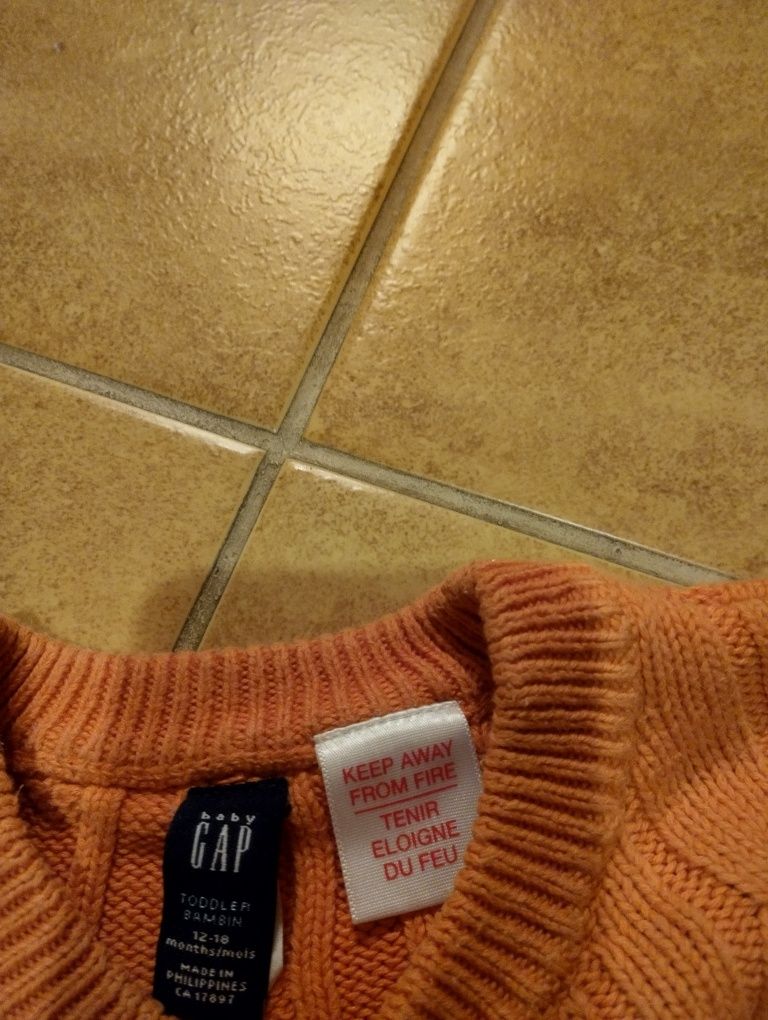 baby
GAP
TODDLER
BAMBIN
12-18
months/mois
MADE IN
PHILIPPINES
CA 17897
KEEP AWAY
FROM FIRE
TENIR
ELOIGNE
DU FEU